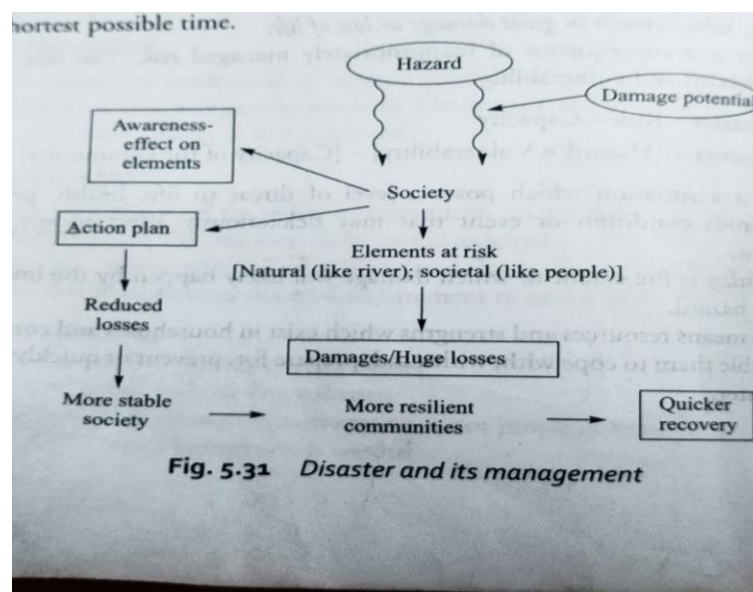 hortest possible time.
Hazard
Damage potential
Awareness-
effect on
elements
Society
Action plan
Elements at risk
[Natural (like river); societal (like people)]
Reduced
losses
Damages/Huge losses
More stable
society
More resilient
communities
Quicker
recovery
Fig. 5.31 Disaster and its management